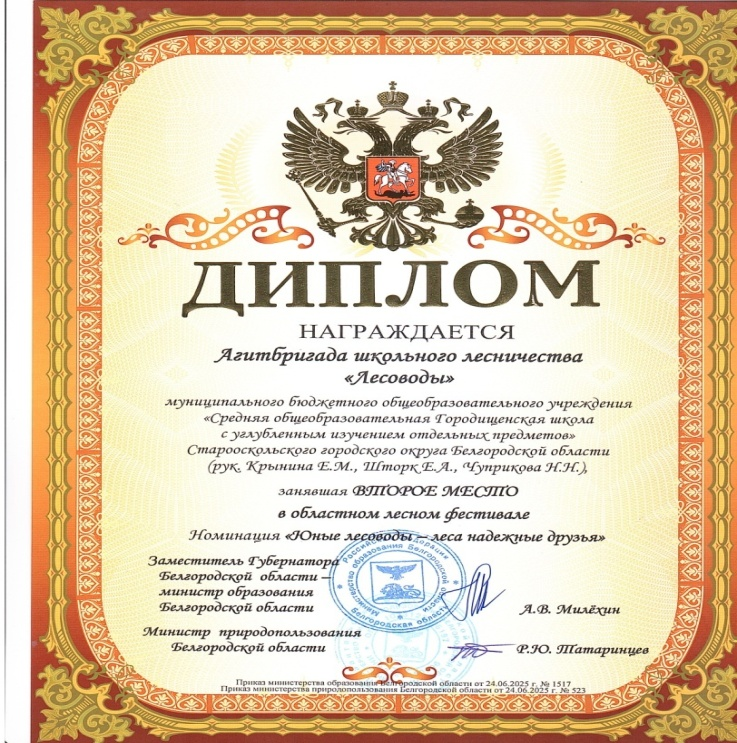 ДИПЛОМ
НАГРАЖДАЕТСЯ
Агитбригада школьного лесничества
«Лесоводы»
муниципального бюджетного общеобразовательного учреждения
«Средняя общеобразовательная Городищенская школа
с углубленным изучением отдельных предметов»
Старооскольского городского округа Белгородской области
(рук. Крынина Е.М., Шторк Е.А., Чуприкова Н.Н.),
занявшая ВТОРОЕ МЕСТО
в областном лесном фестивале
Номинация «Юные лесоводы – леса надежные друзья»
Заместитель Губернатора
Белгородской области –
министр образования
Белгородской области
А.В. Милёхин
Министр природопользования
Белгородской области
Р.Ю. Татаринцев
Приказ министерства образования Белгородской области от 24.06.2025 г. № 1517
Приказ министерства природопользования Белгородской области от 24.06.2025 г. № 523